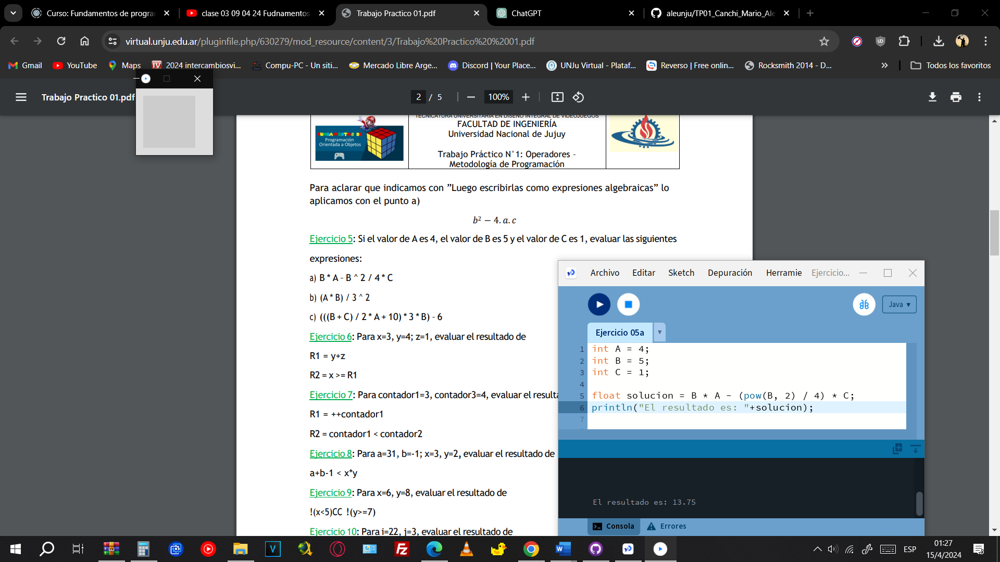 Curso: Fundamentos de progra
clase 03 09 04 24 Fudnamentos
Trabajo Practico 01.pdf
ChatGPT
aleunju/TP01_Canchi_Mario_Ale
virtual.unju.edu.ar/pluginfile.php/630279/mod_resource/content/3/Trabajo%20Practico%20%2001.pdf
Gmail
YouTube
Maps
2024 intercambiosvi...
Compu-PC - Un siti...
Mercado Libre Arge...
Discord | Your Place...
UNJu Virtual - Plataf...
Reverso | Free onlin...
Rocksmith 2014 - D...
Todos los favoritos
Trabajo Practico 01.pdf
2 / 5
100%
TECNICATURA UNIVERSITARIA EN DISEÑO INTEGRAL DE VIDEOJUEGOS
FACULTAD DE INGENIERÍA
Universidad Nacional de Jujuy
Trabajo Práctico N°1: Operadores –
Metodología de Programación
FUNDAMENTOS DE
Programación
Orientada a Objetos
Para aclarar que indicamos con ”Luego escribirlas como expresiones algebraicas” lo
aplicamos con el punto a)
b² − 4. a. c
Ejercicio 5: Si el valor de A es 4, el valor de B es 5 y el valor de C es 1, evaluar las siguientes
expresiones:
a) B * A – B ^ 2 / 4 * C
b) (A * B) / 3 ^ 2
c) (((B + C) / 2 * A + 10) * 3 * B) – 6
Ejercicio 6: Para x=3, y=4; z=1, evaluar el resultado de
R1 = y+z
R2 = x >= R1
Ejercicio 7: Para contador1=3, contador3=4, evaluar el resulta
R1 = ++contador1
R2 = contador1 < contador2
Ejercicio 8: Para a=31, b=-1; x=3, y=2, evaluar el resultado de
a+b-1 < x*y
Ejercicio 9: Para x=6, y=8, evaluar el resultado de
!(x<5)CC !(y>=7)
Ejercicio 10: Para i=22, j=3, evaluar el resultado de
Archivo
Editar
Sketch
Depuración
Herramie
Ejercicio...
Java
Ejercicio 05a
1 int A = 4;
2 int B = 5;
3 int C = 1;
4
5 float solucion = B * A - (pow(B, 2) / 4) * C;
6 println("El resultado es: "+solucion);
7
El resultado es: 13.75
Consola
Errores
ESP
01:27
15/4/2024